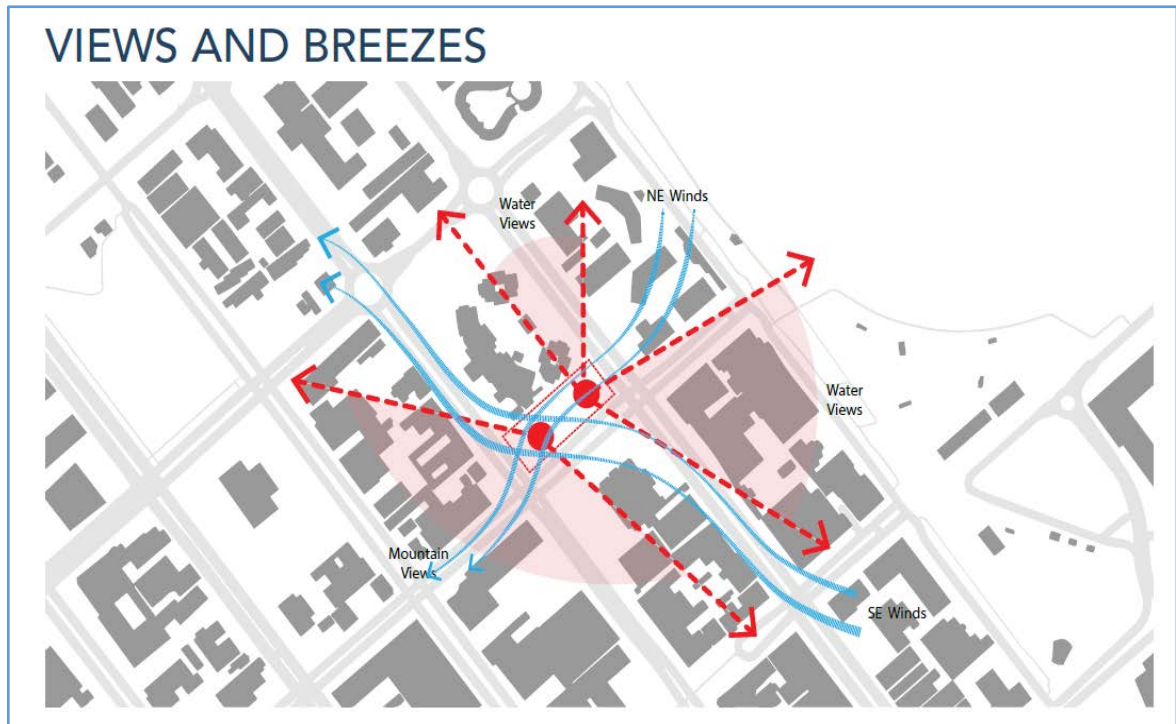 VIEWS AND BREEZES
Water
Views
NE Winds
Water
Views
Mountain
Views
SE Winds